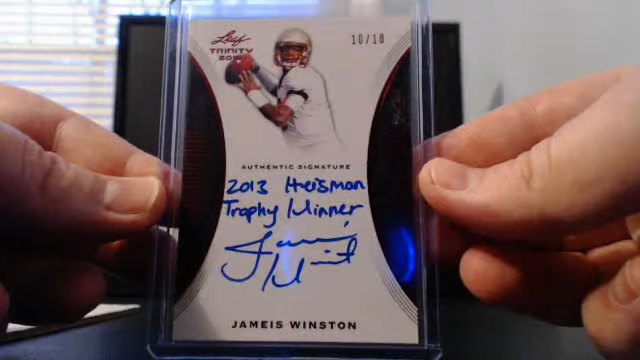 Leaf
TRINITY
10/10
AUTHENTIC SIGNATURE
2013 Heisman
Trophy Winner
JAMEIS WINSTON